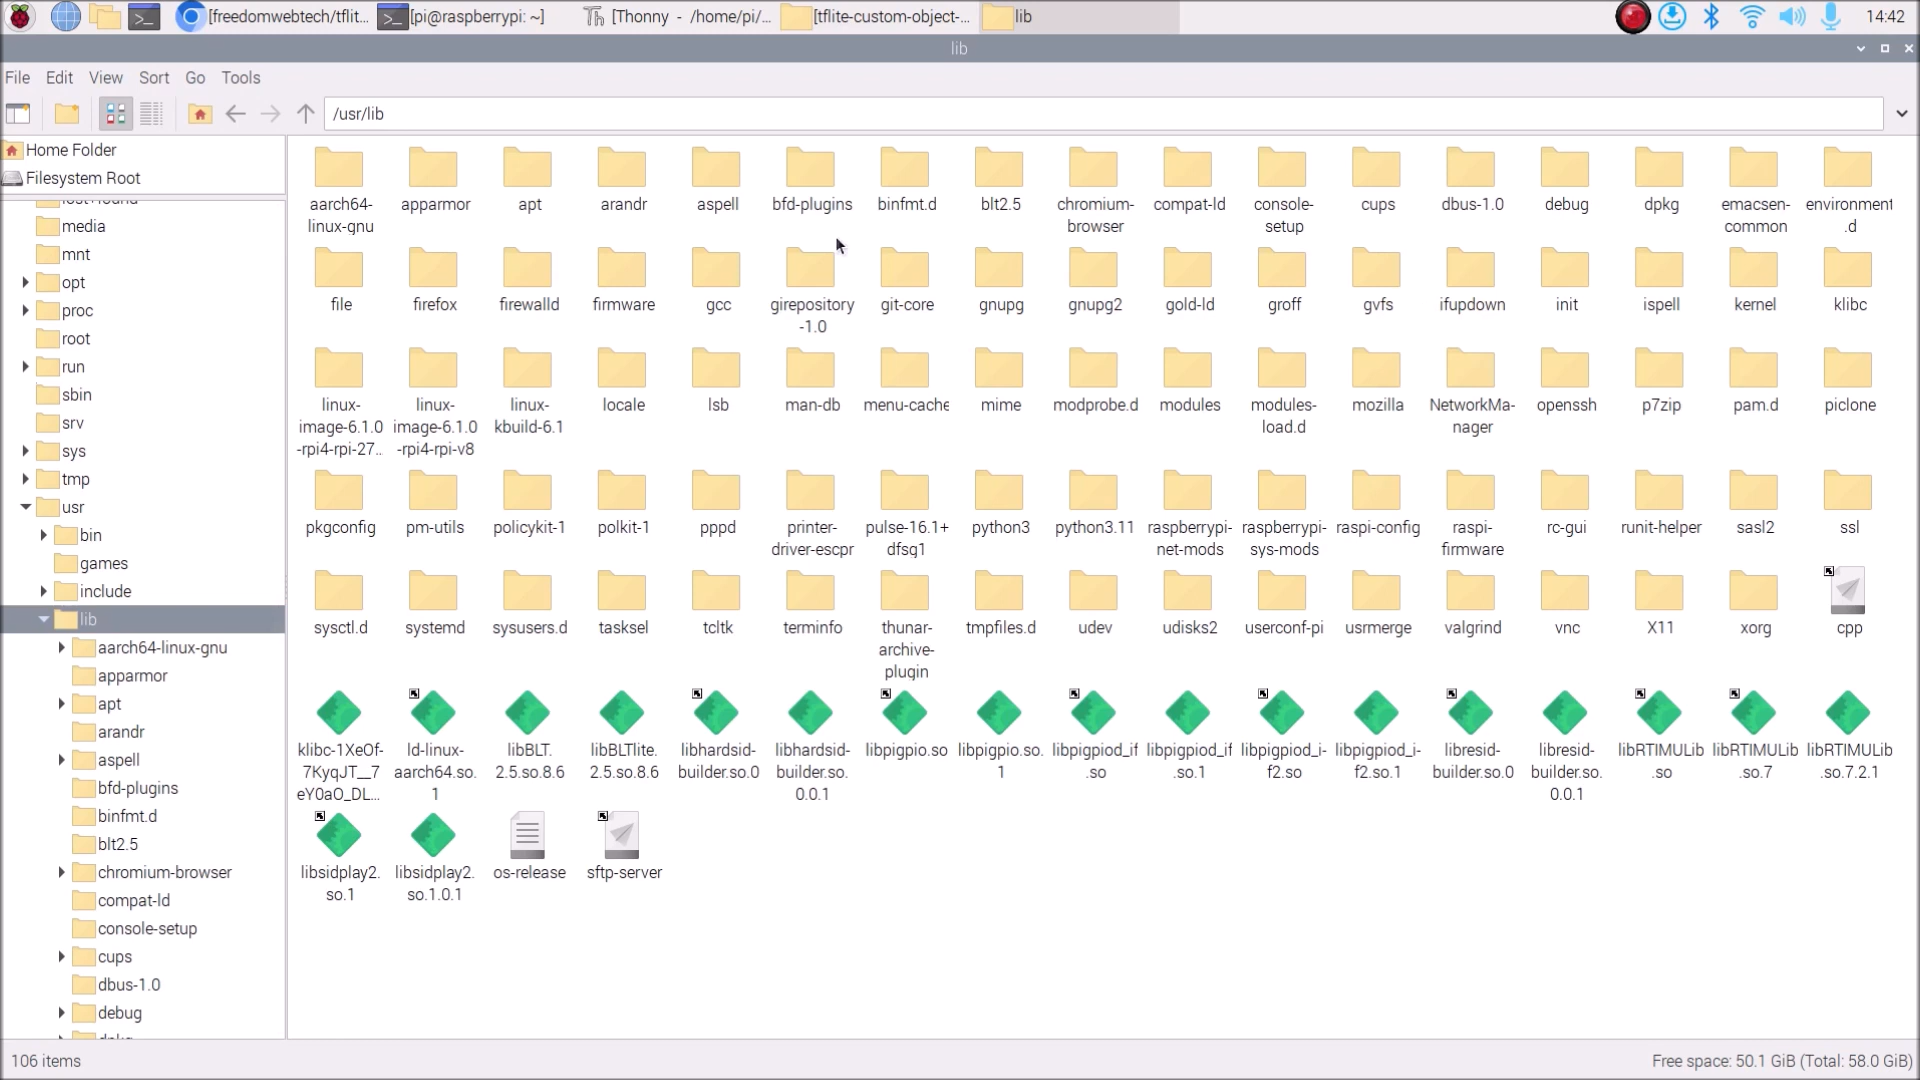 [freedomwebtech/tflit... [pi@raspberrypi: ~] Th [Thonny - /home/pi/... [tflite-custom-object-... lib 14:42
lib
File Edit View Sort Go Tools
/usr/lib
Home Folder
Filesystem Root
media
mnt
opt
proc
root
run
sbin
srv
sys
tmp
usr
bin
games
include
lib
aarch64-linux-gnu
apparmor
apt
arandr
aspell
bfd-plugins
binfmt.d
blt2.5
chromium-browser
compat-ld
console-setup
cups
dbus-1.0
debug
aarch64-
linux-gnu
apparmor
apt
arandr
aspell
bfd-plugins
binfmt.d
blt2.5
chromium-
browser
compat-ld
console-
setup
cups
dbus-1.0
debug
dpkg
emacsen-
common
environment
.d
file
firefox
firewalld
firmware
gcc
girepository
-1.0
git-core
gnupg
gnupg2
gold-ld
groff
gvfs
ifupdown
init
ispell
kernel
klibc
linux-
image-6.1.0
-rpi4-rpi-27...
linux-
image-6.1.0
-rpi4-rpi-v8
linux-
kbuild-6.1
locale
lsb
man-db
menu-cache
mime
modprobe.d
modules
modules-
load.d
mozilla
NetworkMa-
nager
openssh
p7zip
pam.d
piclone
pkgconfig
pm-utils
policykit-1
polkit-1
pppd
printer-
driver-escpr
pulse-16.1+
dfsg1
python3
python3.11
raspberrypi-
net-mods
raspberrypi-
sys-mods
raspi-config
raspi-
firmware
rc-gui
runit-helper
sasl2
ssl
sysctl.d
systemd
sysusers.d
tasksel
tcltk
terminfo
thunar-
archive-
plugin
tmpfiles.d
udev
udisks2
userconf-pi
usrmerge
valgrind
vnc
X11
xorg
cpp
klibc-1XeOf-
7KyqJT__7
eY0aO_DL...
ld-linux-
aarch64.so.
1
libBLT.
2.5.so.8.6
libBLTlite.
2.5.so.8.6
libhardsid-
builder.so.0
libhardsid-
builder.so.
0.0.1
libpigpio.so
libpigpio.so.
1
libpigpiod_if
.so
libpigpiod_if
.so.1
libpigpiod_i-
f2.so
libpigpiod_i-
f2.so.1
libresid-
builder.so.0
libresid-
builder.so.
0.0.1
libRTIMULib
.so
libRTIMULib
.so.7
libRTIMULib
.so.7.2.1
libsidplay2.
so.1
libsidplay2.
so.1.0.1
os-release
sftp-server
106 items
Free space: 50.1 GiB (Total: 58.0 GiB)